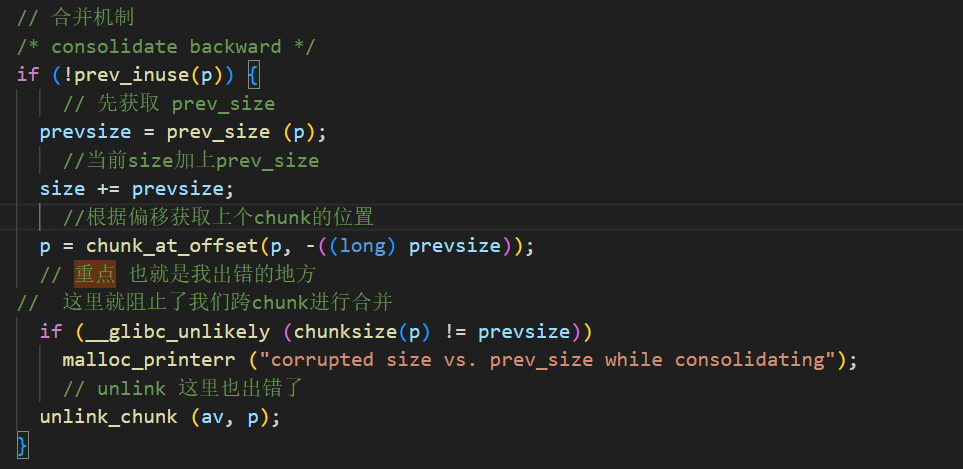 // 合并机制
/* consolidate backward */
if (!prev_inuse(p)) {
// 先获取 prev_size
prevsize = prev_size (p);
//当前size加上prev_size
size += prevsize;
//根据偏移获取上个chunk的位置
p = chunk_at_offset(p, -((long) prevsize));
// 重点 也就是我出错的地方
// 这里就阻止了我们跨chunk进行合并
if (__glibc_unlikely (chunksize(p) != prevsize))
malloc_printerr ("corrupted size vs. prev_size while consolidating");
// unlink 这里也出错了
unlink_chunk (av, p);
}